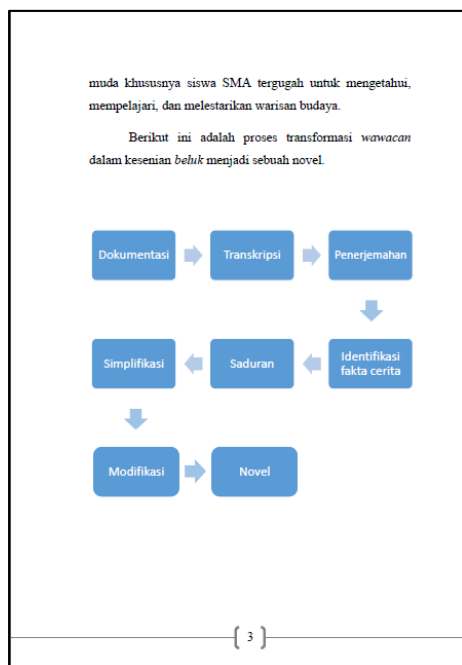 muda khususnya siswa SMA tergugah untuk mengetahui,
mempelajari, dan melestarikan warisan budaya.
Berikut ini adalah proses transformasi wawacan
dalam kesenian beluk menjadi sebuah novel.
Dokumentasi
Transkripsi
Penerjemahan
Identifikasi
fakta cerita
Saduran
Simplifikasi
Modifikasi
Novel
3